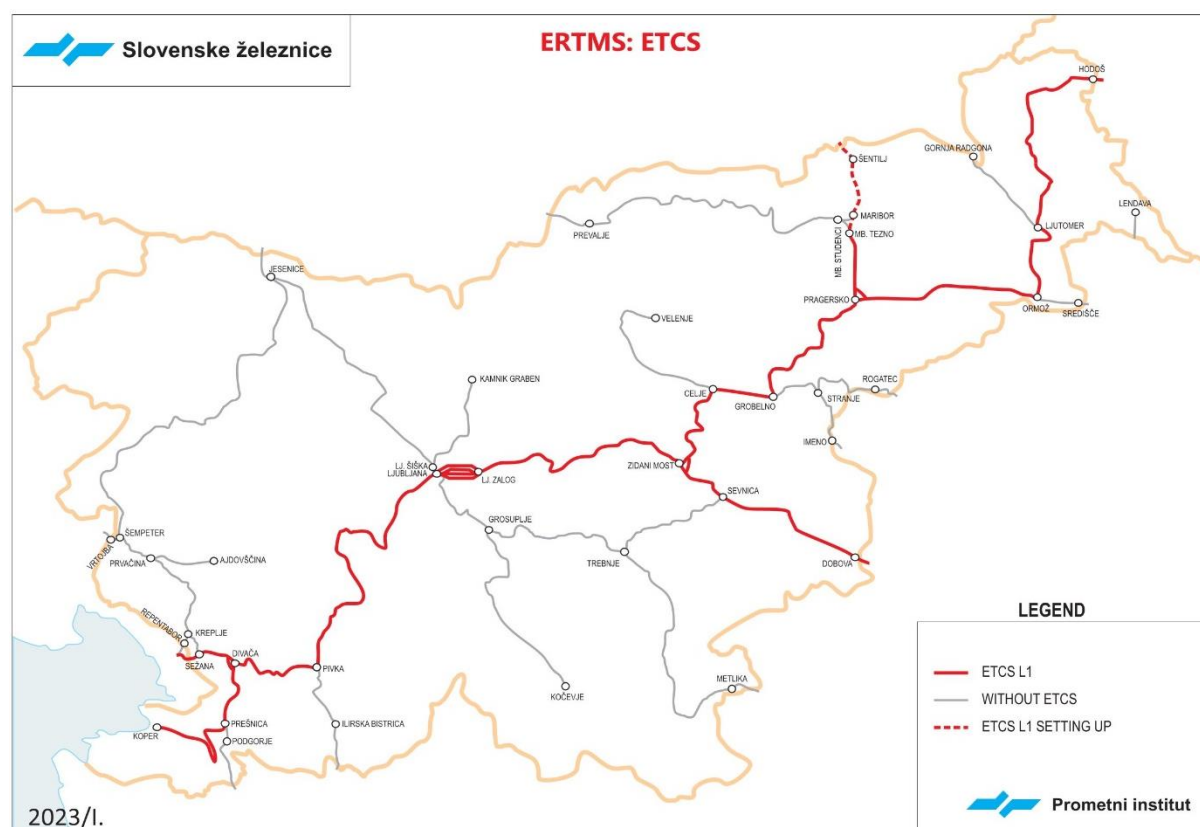 Slovenske železnice
ERTMS: ETCS
HODOŠ
GORNJA RADGONA
ŠENTILJ
LENDAVA
MARIBOR
PREVALJE
MB. STUDENCI
MB. TEZNO
LJUTOMER
JESENICE
PRAGERSKO
ORMOŽ
SREDIŠČE
VELENJE
KAMNIK GRABEN
ROGATEC
CELJE
GROBELNO
STRANJE
IMENO
LJ. ŠIŠKA
LJUBLJANA
LJ. ZALOG
ZIDANI MOST
SEVNICA
GROSUPLJE
ŠEMPETER
VRTOJBA
PRVAČINA
AJDOVŠČINA
TREBNJE
DOBOVA
REPENTABOR
KREPLJE
SEŽANA
DIVAČA
PIVKA
KOČEVJE
METLIKA
KOPER
PREŠNICA
PODGORJE
ILIRSKA BISTRICA
LEGEND
ETCS L1
WITHOUT ETCS
ETCS L1 SETTING UP
Prometni institut
2023/I.